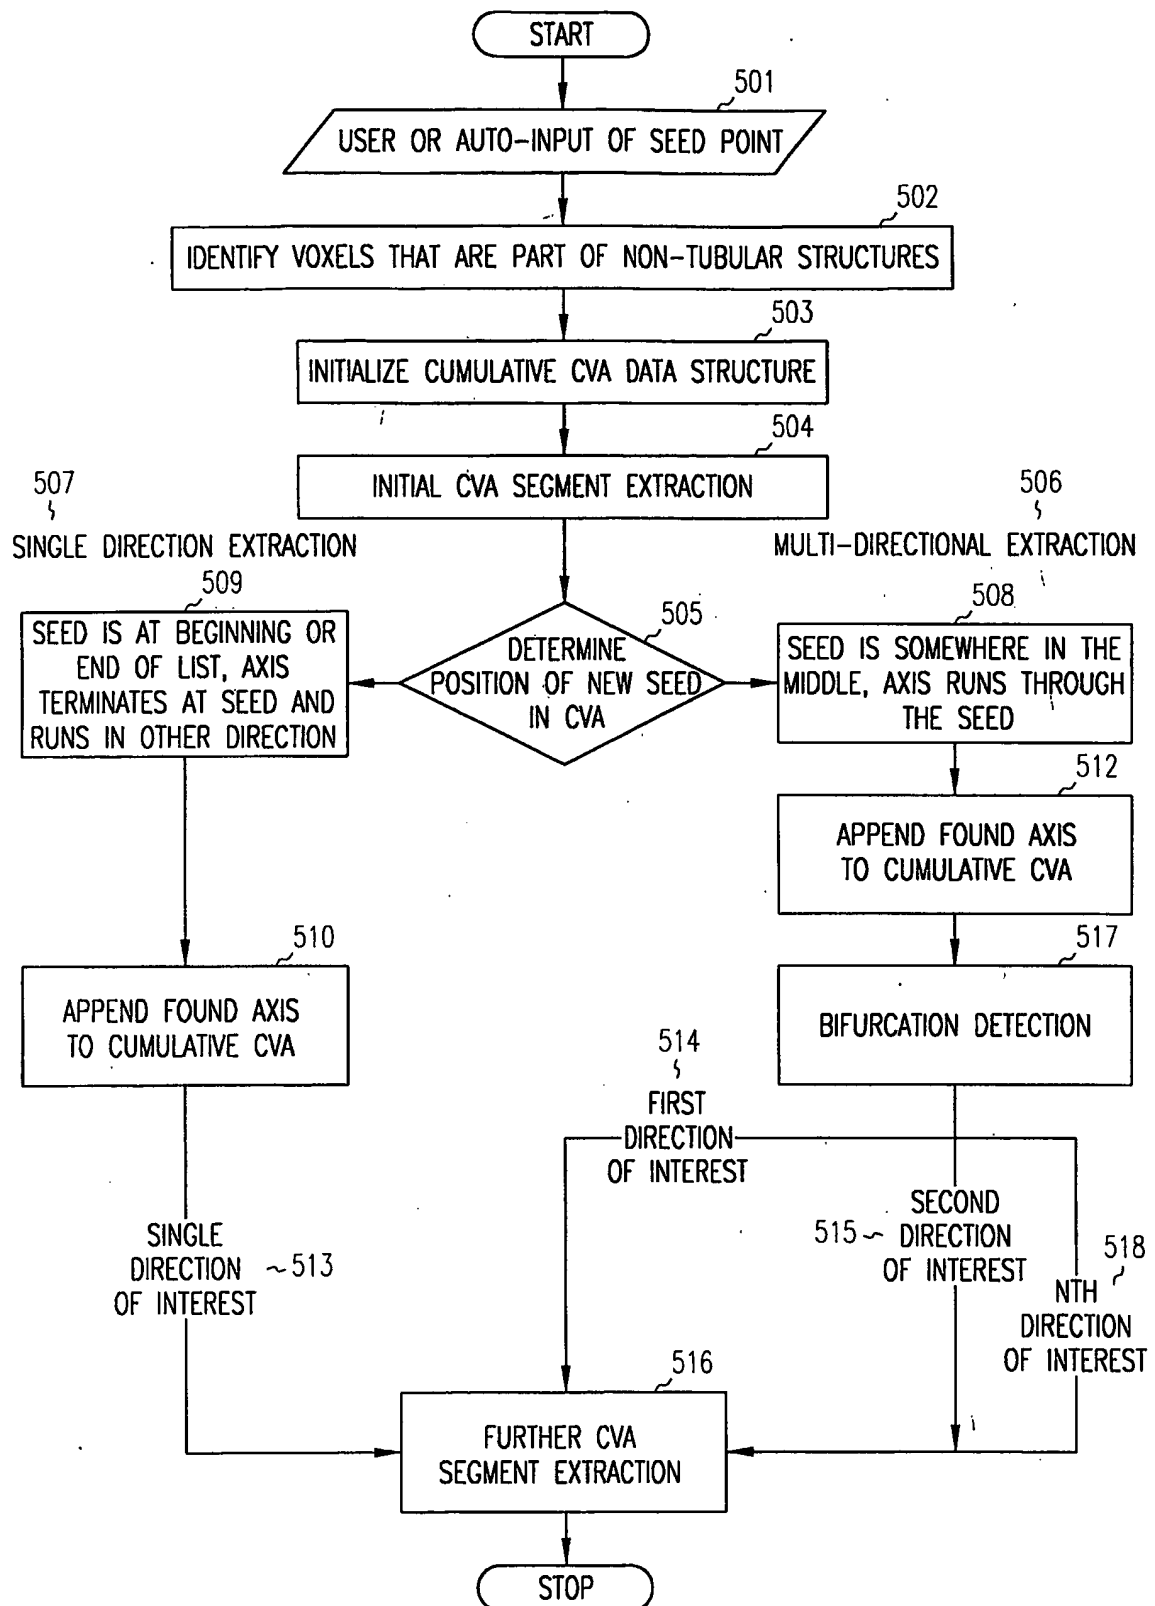 START
501
USER OR AUTO-INPUT OF SEED POINT
502
IDENTIFY VOXELS THAT ARE PART OF NON-TUBULAR STRUCTURES
503
INITIALIZE CUMULATIVE CVA DATA STRUCTURE
504
INITIAL CVA SEGMENT EXTRACTION
507
SINGLE DIRECTION EXTRACTION
506
MULTI-DIRECTIONAL EXTRACTION
509
SEED IS AT BEGINNING OR
END OF LIST, AXIS
TERMINATES AT SEED AND
RUNS IN OTHER DIRECTION
505
DETERMINE
POSITION OF NEW SEED
IN CVA
508
SEED IS SOMEWHERE IN THE
MIDDLE, AXIS RUNS THROUGH
THE SEED
512
APPEND FOUND AXIS
TO CUMULATIVE CVA
510
APPEND FOUND AXIS
TO CUMULATIVE CVA
517
BIFURCATION DETECTION
514
FIRST
DIRECTION
OF INTEREST
SINGLE
DIRECTION
OF INTEREST
513
SECOND
DIRECTION
OF INTEREST
515
518
NTH
DIRECTION
OF INTEREST
516
FURTHER CVA
SEGMENT EXTRACTION
STOP